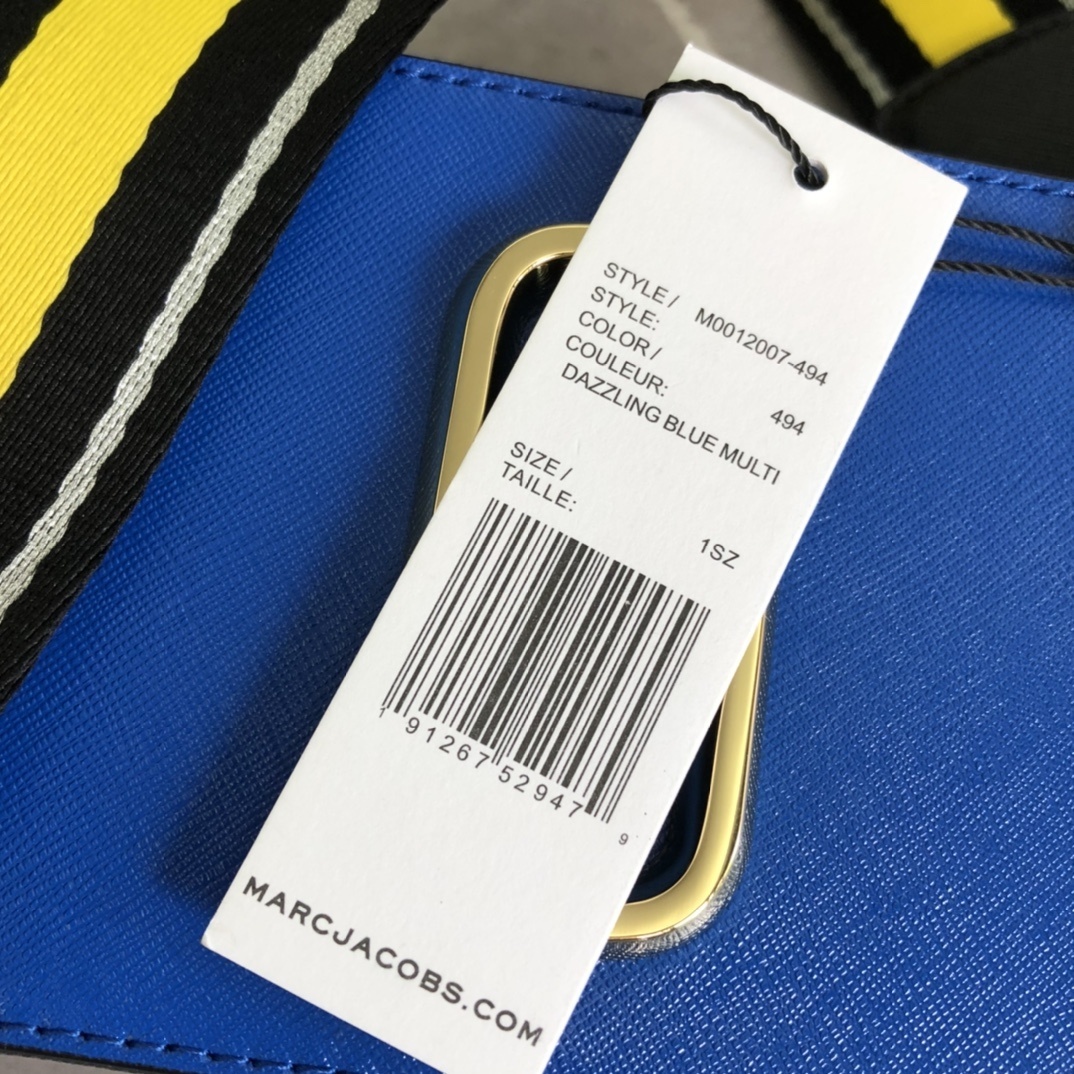 STYLE /
STYLE: M0012007-494
COLOR /
COULEUR: 494
DAZZLING BLUE MULTI
SIZE /
TAILLE: 1SZ
1 91267 52947 9
MARCJACOBS.COM